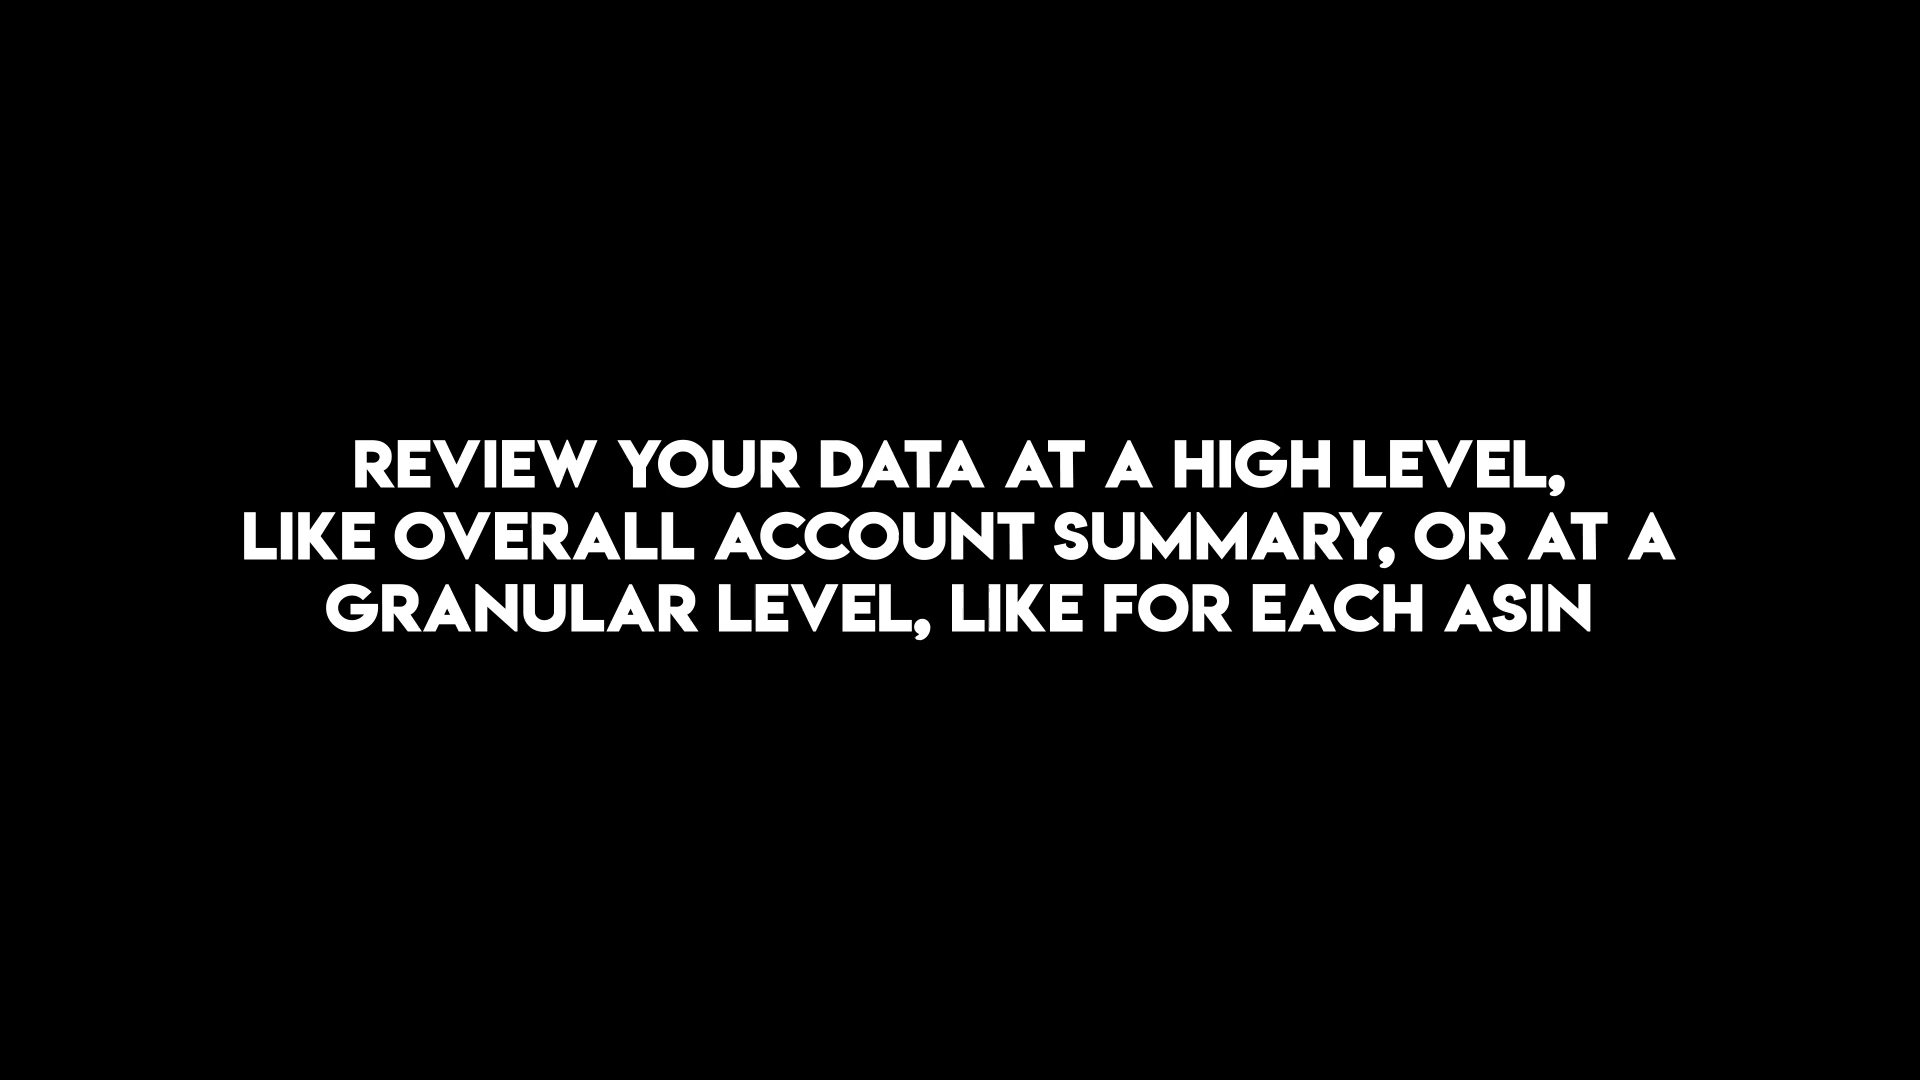 REVIEW YOUR DATA AT A HIGH LEVEL,
LIKE OVERALL ACCOUNT SUMMARY, OR AT A
GRANULAR LEVEL, LIKE FOR EACH ASIN